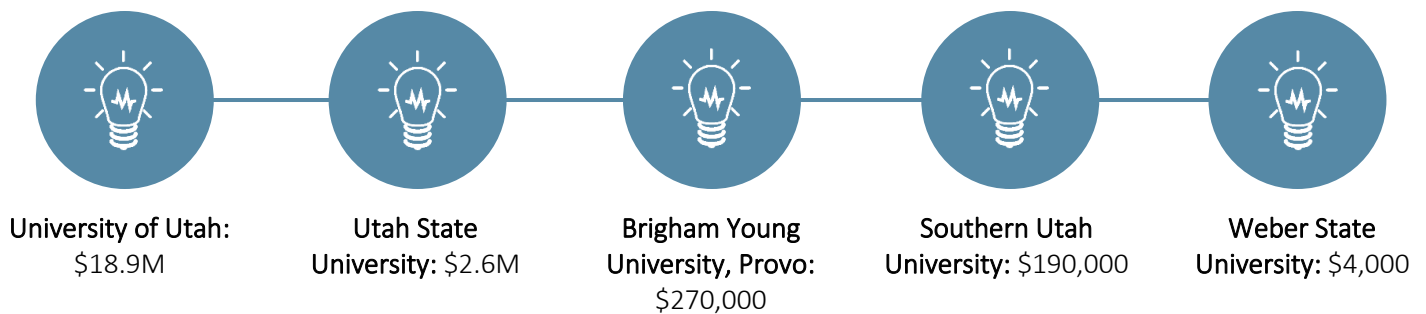 University of Utah:
$18.9M
Utah State
University: $2.6M
Brigham Young
University, Provo:
$270,000
Southern Utah
University: $190,000
Weber State
University: $4,000